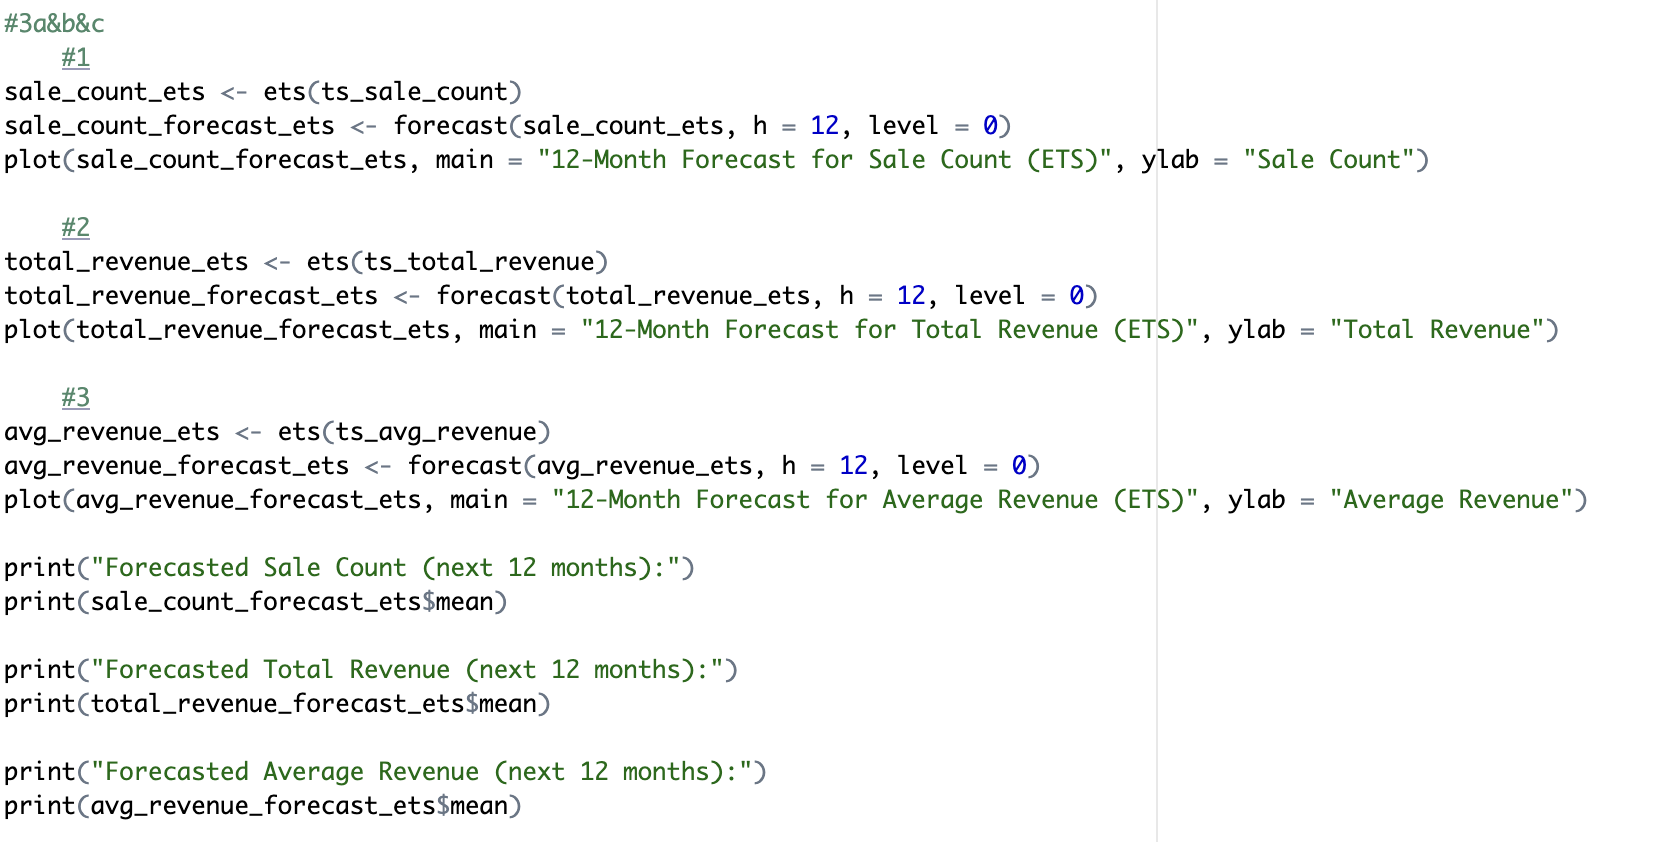 #3a&b&c
#1
sale_count_ets <- ets(ts_sale_count)
sale_count_forecast_ets <- forecast(sale_count_ets, h = 12, level = 0)
plot(sale_count_forecast_ets, main = "12-Month Forecast for Sale Count (ETS)", ylab = "Sale Count")
#2
total_revenue_ets <- ets(ts_total_revenue)
total_revenue_forecast_ets <- forecast(total_revenue_ets, h = 12, level = 0)
plot(total_revenue_forecast_ets, main = "12-Month Forecast for Total Revenue (ETS)", ylab = "Total Revenue")
#3
avg_revenue_ets <- ets(ts_avg_revenue)
avg_revenue_forecast_ets <- forecast(avg_revenue_ets, h = 12, level = 0)
plot(avg_revenue_forecast_ets, main = "12-Month Forecast for Average Revenue (ETS)", ylab = "Average Revenue")
print("Forecasted Sale Count (next 12 months):")
print(sale_count_forecast_ets$mean)
print("Forecasted Total Revenue (next 12 months):")
print(total_revenue_forecast_ets$mean)
print("Forecasted Average Revenue (next 12 months):")
print(avg_revenue_forecast_ets$mean)